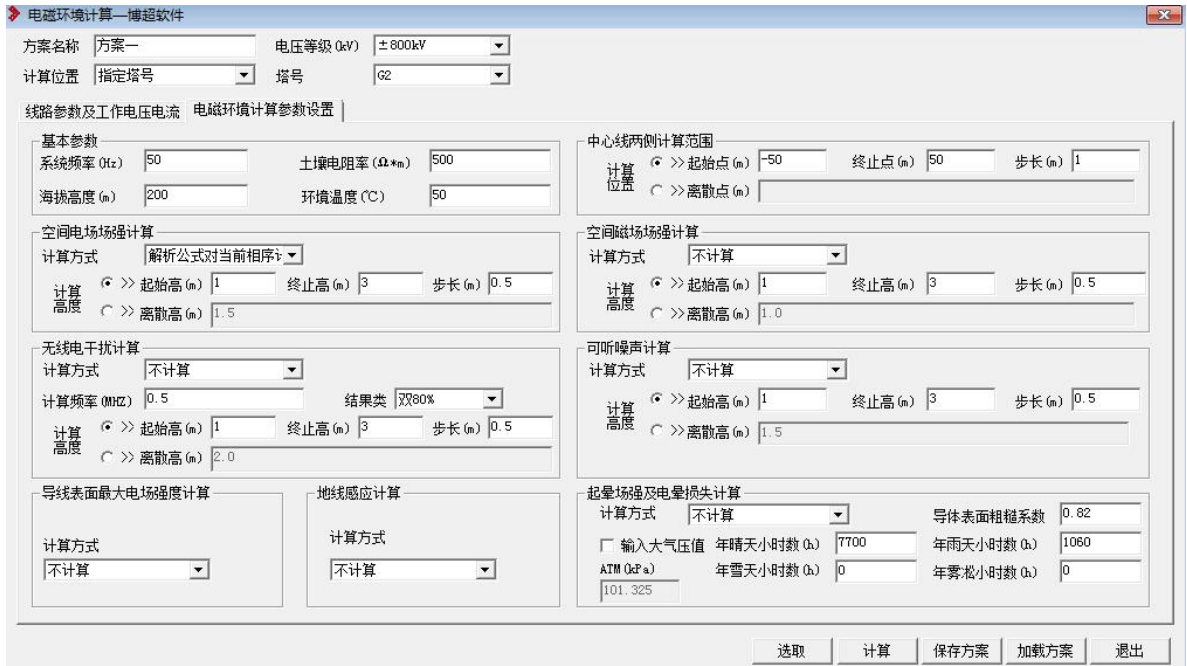 电磁环境计算—博超软件
方案名称 方案一 电压等级(kV) ±800kV
计算位置 指定塔号 塔号 G2
线路参数及工作电压电流 电磁环境计算参数设置
基本参数
系统频率(Hz) 50 土壤电阻率(Ω*m) 500
海拔高度(m) 200 环境温度(℃) 50
中心线两侧计算范围
计算位置 >> 起始点(m) -50 终止点(m) 50 步长(m) 1
>> 离散点(m)
空间电场场强计算
计算方式 解析公式对当前相序计
计算高度 >> 起始高(m) 1 终止高(m) 3 步长(m) 0.5
>> 离散高(m) 1.5
空间磁场场强计算
计算方式 不计算
计算高度 >> 起始高(m) 1 终止高(m) 3 步长(m) 0.5
>> 离散高(m) 1.0
无线电干扰计算
计算方式 不计算
计算频率(MHZ) 0.5 结果类 双80%
计算高度 >> 起始高(m) 1 终止高(m) 3 步长(m) 0.5
>> 离散高(m) 2.0
可听噪声计算
计算方式 不计算
计算高度 >> 起始高(m) 1 终止高(m) 3 步长(m) 0.5
>> 离散高(m) 1.5
导线表面最大电场强度计算
计算方式
不计算
地线感应计算
计算方式
不计算
起晕场强及电晕损失计算
计算方式 不计算 导体表面粗糙系数 0.82
输入大气压值 年晴天小时数(h) 7700 年雨天小时数(h) 1060
ATM(kPa) 年雪天小时数(h) 0 年雾凇小时数(h) 0
101.325
选取 计算 保存方案 加载方案 退出